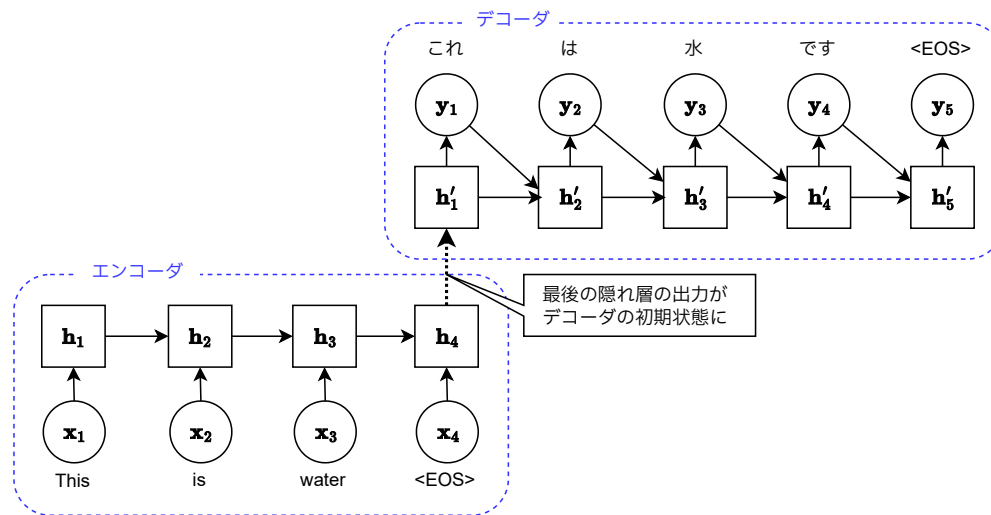 デコーダ
これ は 水 です <EOS>
y₁ y₂ y₃ y₄ y₅
h′₁ h′₂ h′₃ h′₄ h′₅
エンコーダ
最後の隠れ層の出力が
デコーダの初期状態に
h₁ h₂ h₃ h₄
x₁ x₂ x₃ x₄
This is water <EOS>